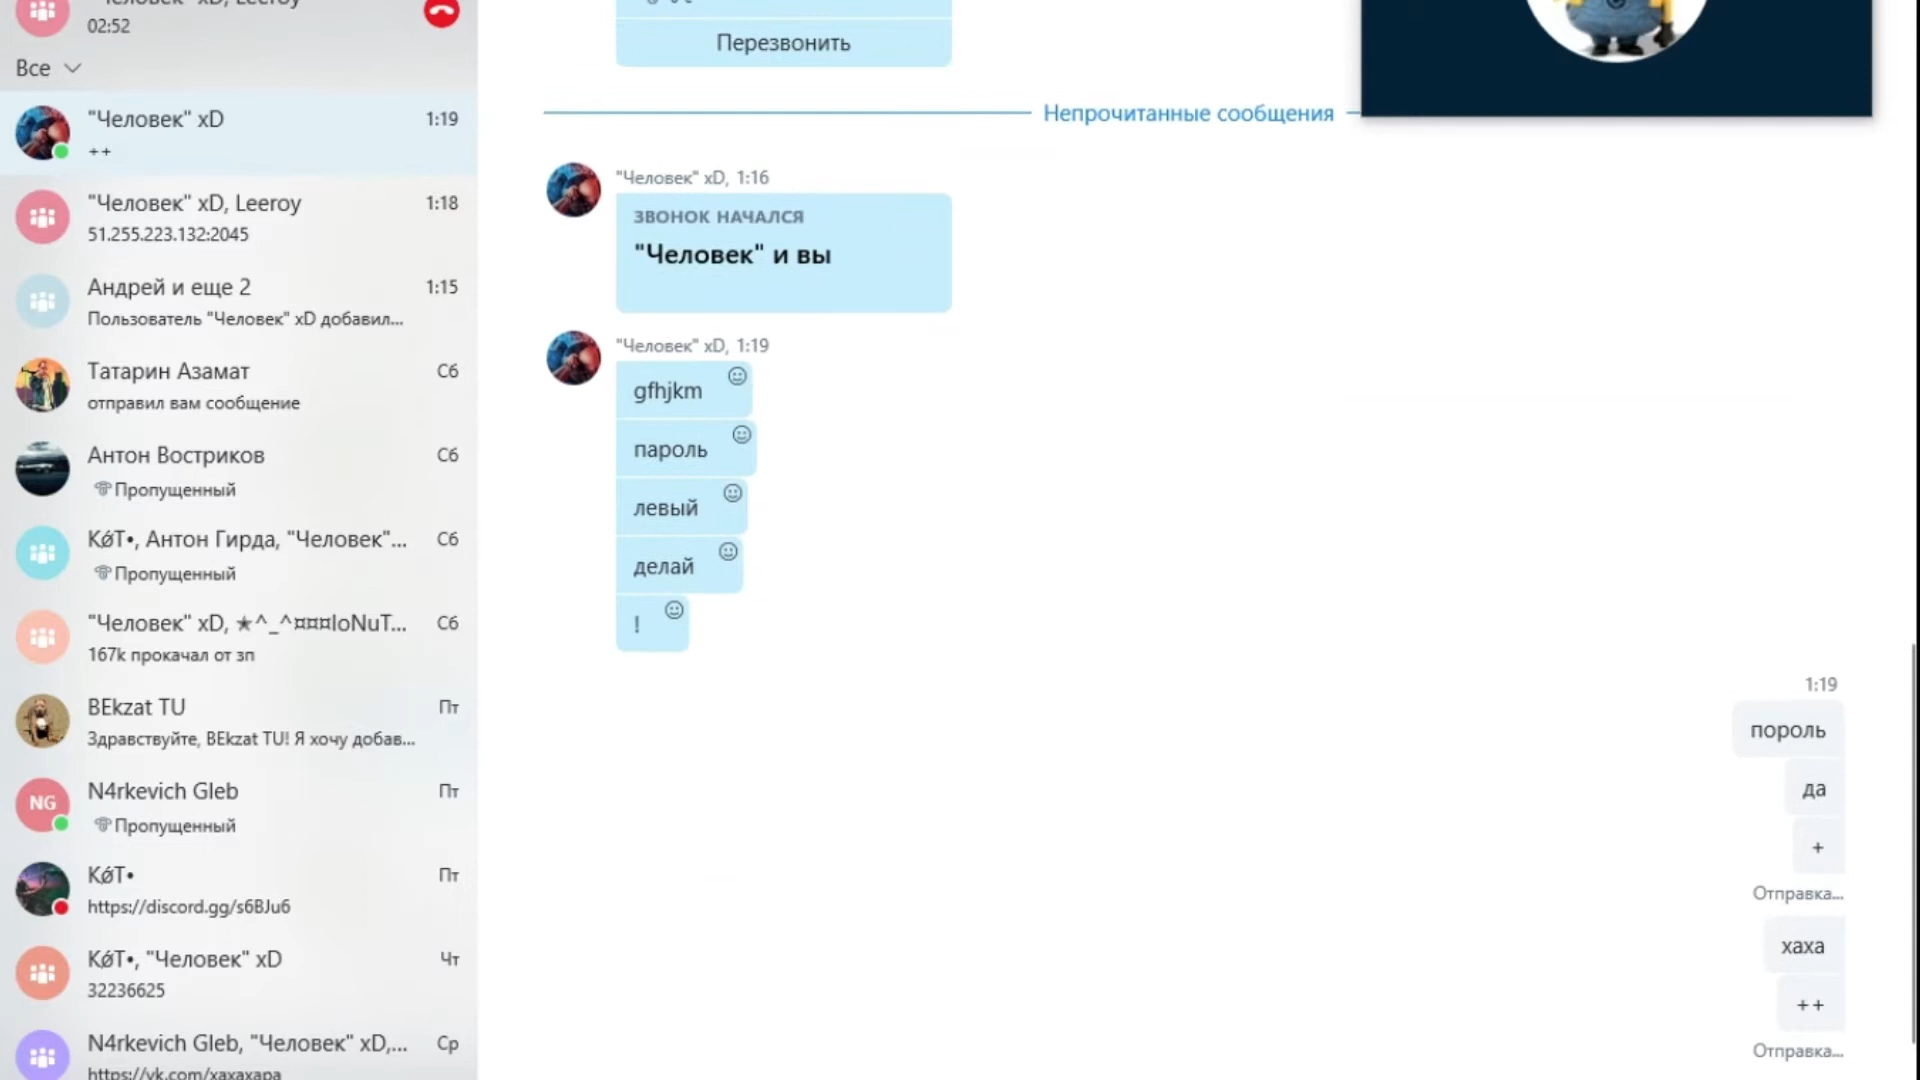 "Человек" xD, Leeroy
02:52
Все
"Человек" xD
1:19
++
"Человек" xD, Leeroy
1:18
51.255.223.132:2045
Андрей и еще 2
1:15
Пользователь "Человек" xD добавил...
Татарин Азамат
Сб
отправил вам сообщение
Антон Востриков
Сб
Пропущенный
KǿT•, Антон Гирда, "Человек"...
Сб
Пропущенный
"Человек" xD, ★^_^¤¤¤IoNuT...
Сб
167k прокачал от зп
BEkzat TU
Пт
Здравствуйте, BEkzat TU! Я хочу добав...
NG
N4rkevich Gleb
Пт
Пропущенный
KǿT•
Пт
https://discord.gg/s6BJu6
KǿT•, "Человек" xD
Чт
32236625
N4rkevich Gleb, "Человек" xD,...
Ср
https://vk.com/xaxaxapa
Перезвонить
Непрочитанные сообщения
"Человек" xD, 1:16
ЗВОНОК НАЧАЛСЯ
"Человек" и вы
"Человек" xD, 1:19
gfhjkm
пароль
левый
делай
!
1:19
пороль
да
+
Отправка...
хаха
++
Отправка...